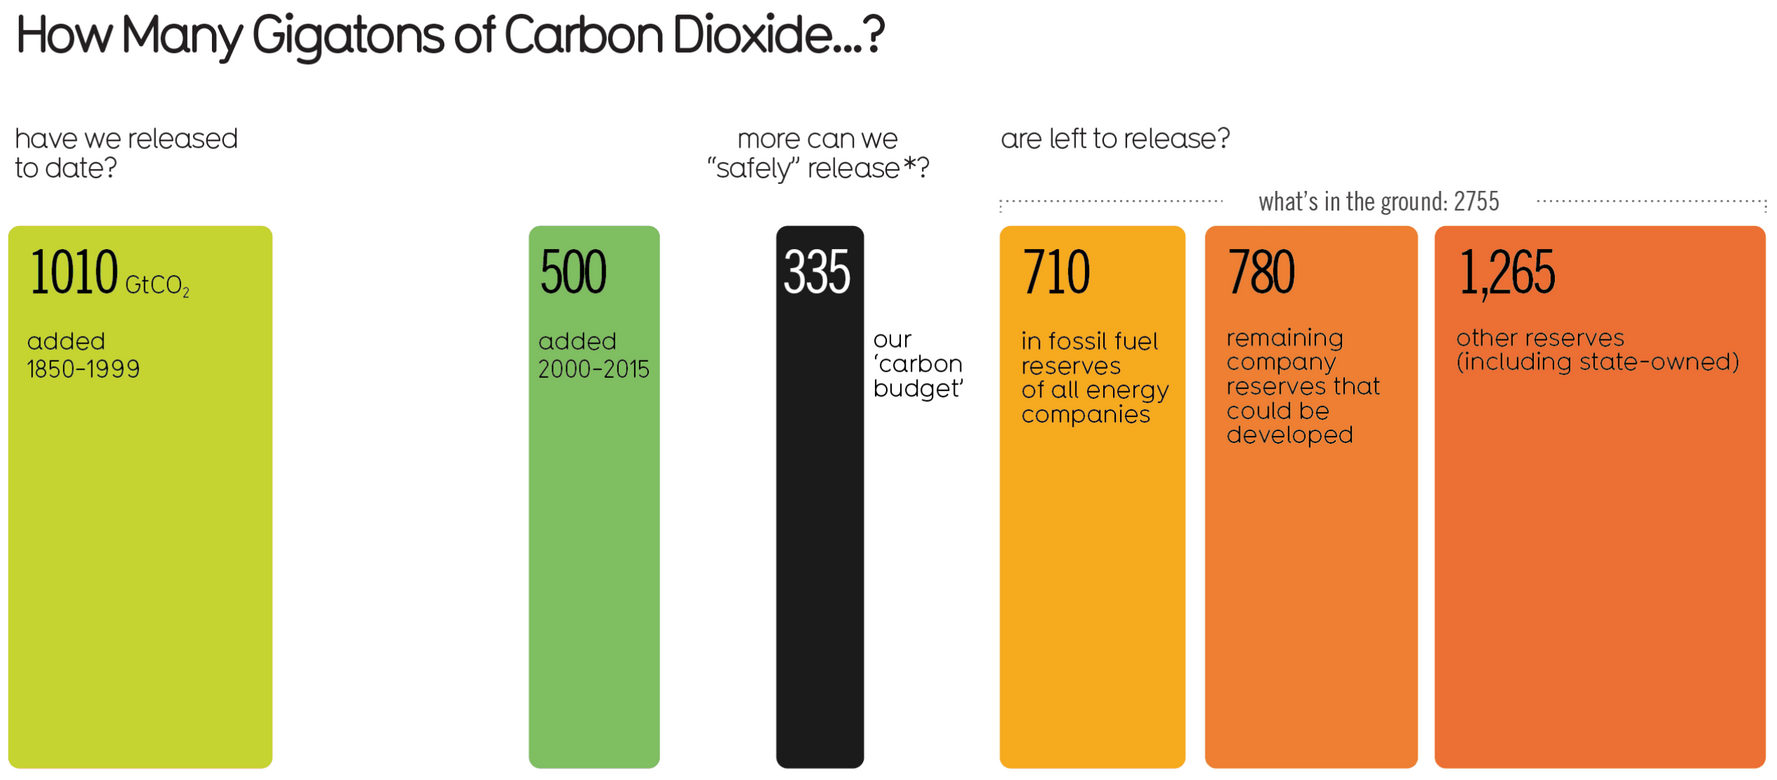 How Many Gigatons of Carbon Dioxide...?
have we released
to date?
more can we
“safely” release*?
are left to release?
what’s in the ground: 2755
1010 GtCO₂
added
1850-1999
500
added
2000-2015
335
our
‘carbon
budget’
710
in fossil fuel
reserves
of all energy
companies
780
remaining
company
reserves that
could be
developed
1,265
other reserves
(including state-owned)